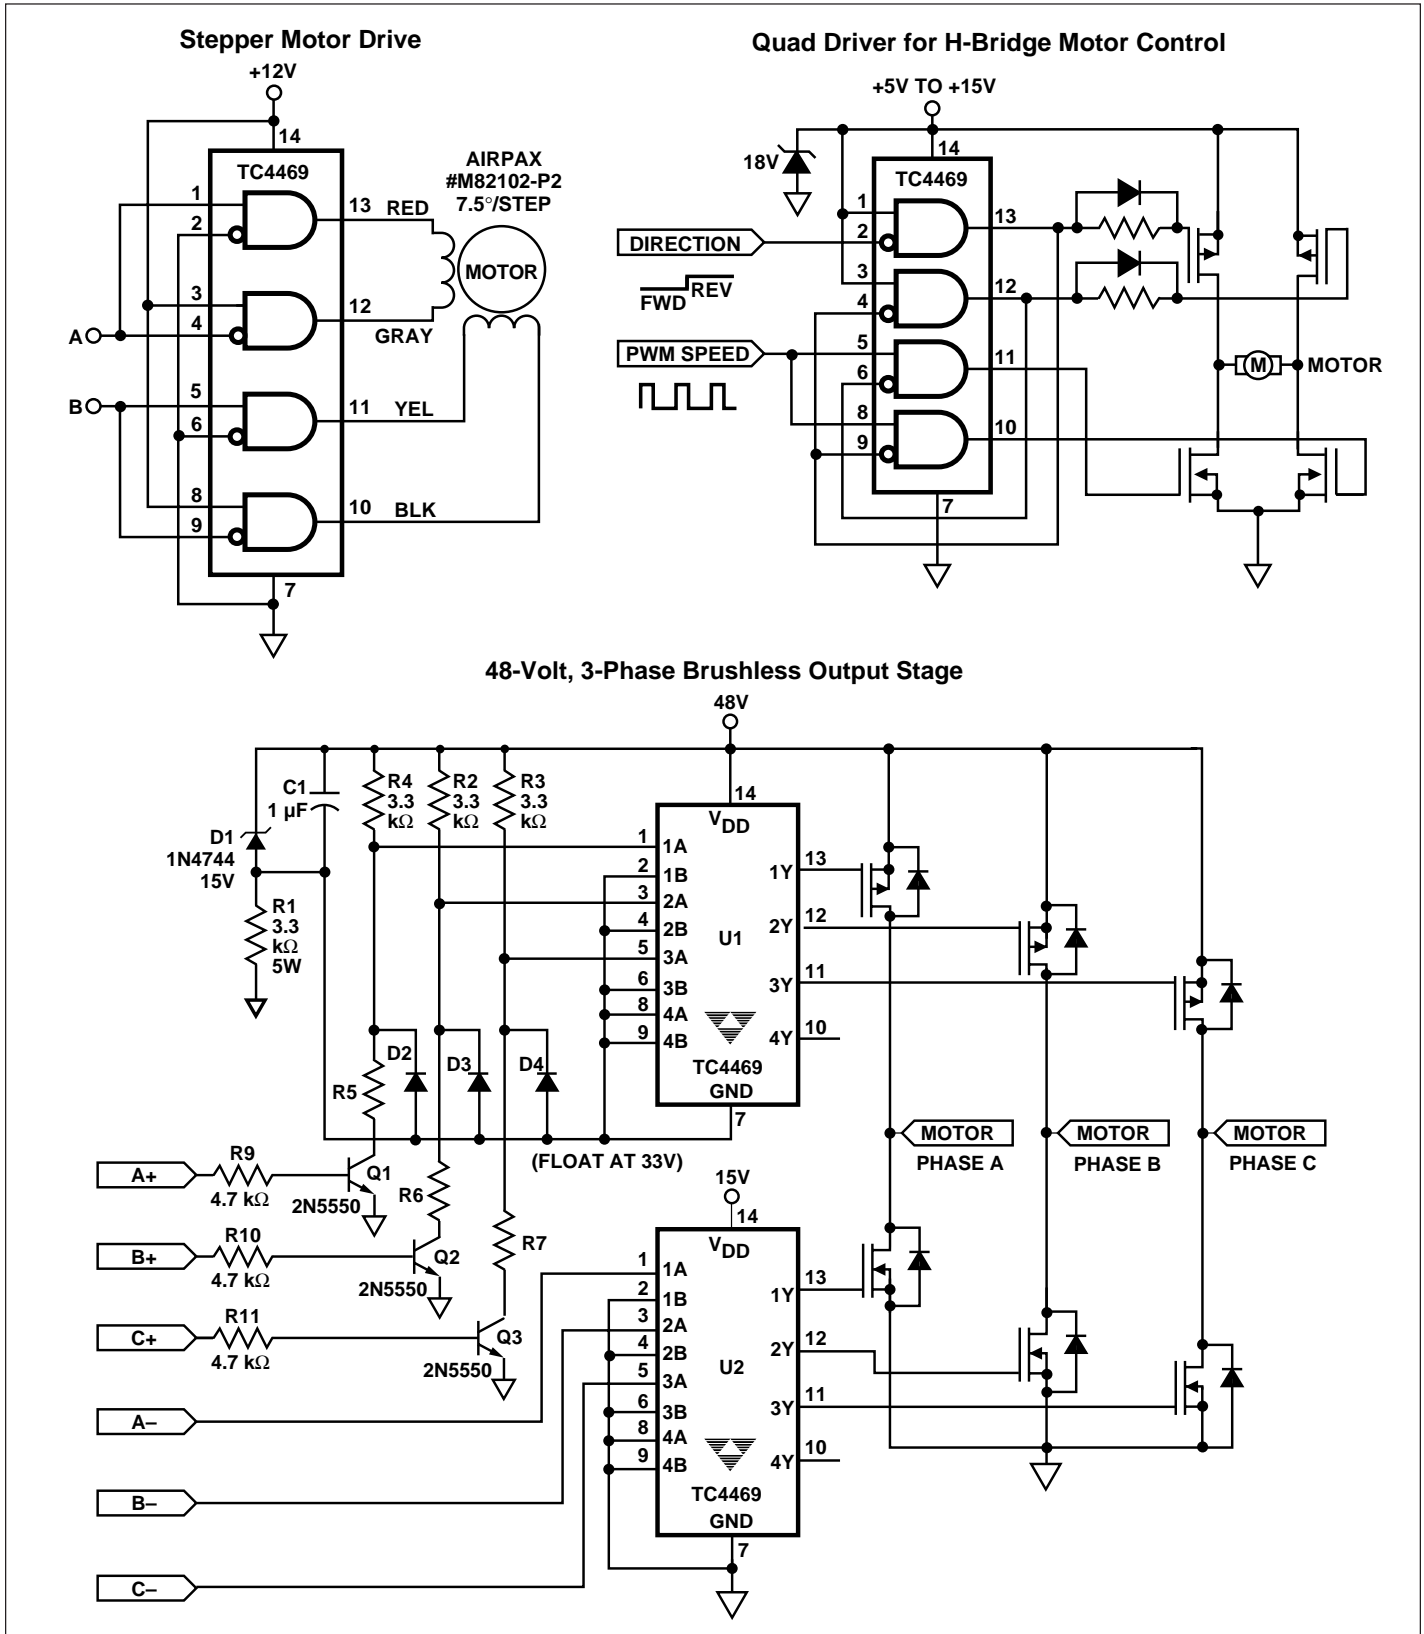 Stepper Motor Drive
+12V
14
TC4469
AIRPAX
#M82102-P2
7.5°/STEP
1
2
13
RED
MOTOR
3
4
12
GRAY
A
B
5
6
11
YEL
8
9
10
BLK
7
Quad Driver for H-Bridge Motor Control
+5V TO +15V
14
18V
TC4469
1
2
13
DIRECTION
FWD
REV
3
4
12
PWM SPEED
5
6
11
M
MOTOR
8
9
10
7
48-Volt, 3-Phase Brushless Output Stage
48V
14
C1
1 µF
R4
3.3
kΩ
R2
3.3
kΩ
R3
3.3
kΩ
D1
1N4744
15V
R1
3.3
kΩ
5W
VDD
1
1A
2
1B
3
2A
4
2B
5
3A
6
3B
8
4A
9
4B
U1
1Y
13
2Y
12
3Y
11
4Y
10
TC4469
GND
7
D2
D3
D4
R5
(FLOAT AT 33V)
MOTOR
PHASE A
MOTOR
PHASE B
MOTOR
PHASE C
A+
R9
4.7 kΩ
Q1
2N5550
R6
B+
R10
4.7 kΩ
Q2
2N5550
R7
C+
R11
4.7 kΩ
Q3
2N5550
15V
14
VDD
1
1A
2
1B
3
2A
4
2B
5
3A
6
3B
8
4A
9
4B
U2
1Y
13
2Y
12
3Y
11
4Y
10
TC4469
GND
7
A–
B–
C–